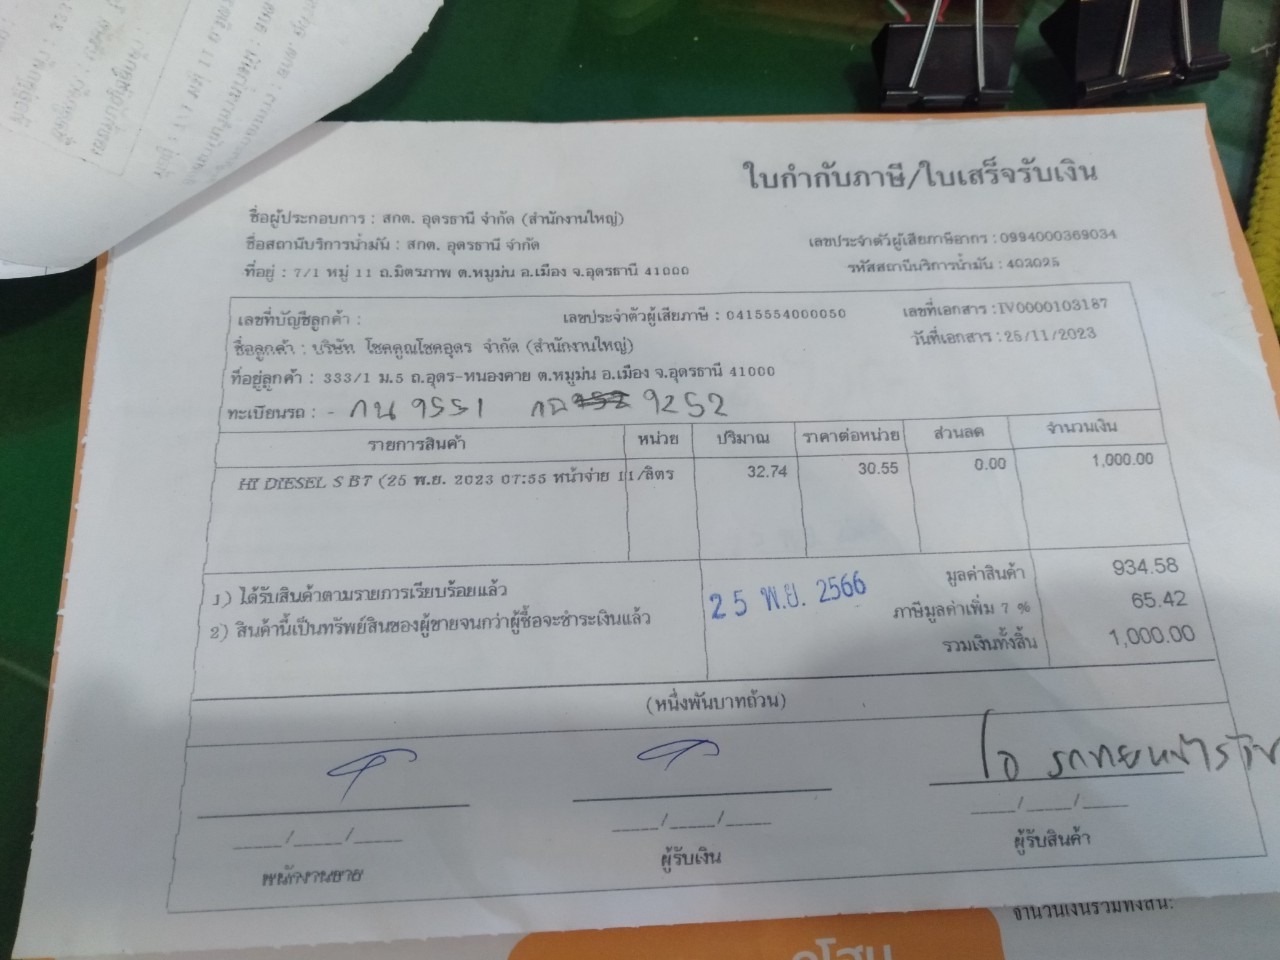 ใบกำกับภาษี/ใบเสร็จรับเงิน
ชื่อผู้ประกอบการ : สกต. อุดรธานี จำกัด (สำนักงานใหญ่)
ชื่อสถานีบริการน้ำมัน : สกต. อุดรธานี จำกัด
เลขประจำตัวผู้เสียภาษีอากร : 0994000369034
ที่อยู่ : 7/1 หมู่ 11 ถ.มิตรภาพ ต.หมูม่น อ.เมือง จ.อุดรธานี 41000
รหัสสถานีบริการน้ำมัน : 403025
เลขที่บัญชีลูกค้า : เลขประจำตัวผู้เสียภาษี : 0415554000050 เลขที่เอกสาร : IV0000103187
ชื่อลูกค้า : บริษัท โชคคูณโชคอุดร จำกัด (สำนักงานใหญ่) วันที่เอกสาร : 25/11/2023
ที่อยู่ลูกค้า : 333/1 ม.5 ถ.อุดร-หนองคาย ต.หมูม่น อ.เมือง จ.อุดรธานี 41000
ทะเบียนรถ : - กน 9551 9252
รายการสินค้า หน่วย ปริมาณ ราคาต่อหน่วย ส่วนลด จำนวนเงิน
HI DIESEL S B7 (25 พ.ย. 2023 07:55 หน้าจ่าย 11/ลิตร 32.74 30.55 0.00 1,000.00
1) ได้รับสินค้าตามรายการเรียบร้อยแล้ว
2) สินค้านี้เป็นทรัพย์สินของผู้ขายจนกว่าผู้ซื้อจะชำระเงินแล้ว
25 พ.ย. 2566
มูลค่าสินค้า 934.58
ภาษีมูลค่าเพิ่ม 7 % 65.42
รวมเงินทั้งสิ้น 1,000.00
(หนึ่งพันบาทถ้วน)
____/____/____ ____/____/____ ____/____/____
พนักงานขาย ผู้รับเงิน ผู้รับสินค้า
จำนวนเงินรวมทั้งสิ้น: